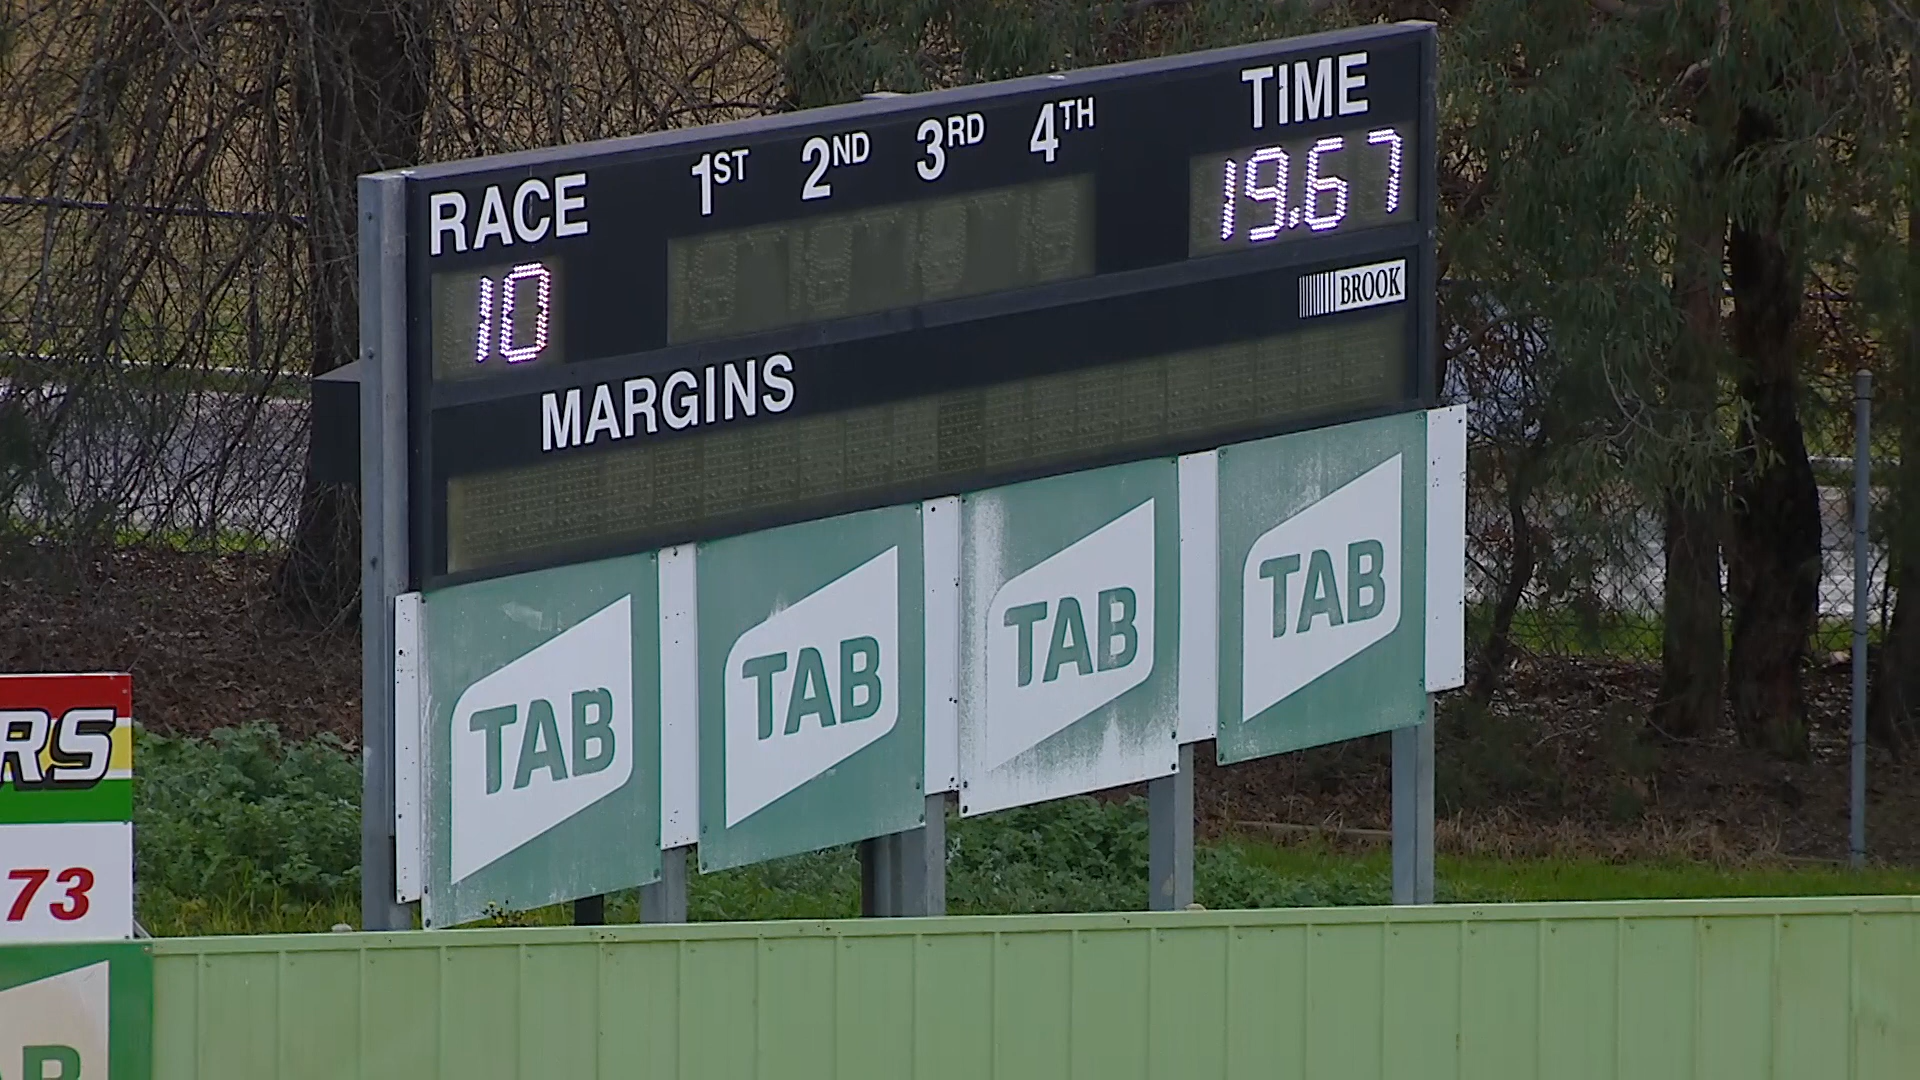 RACE 1ST 2ND 3RD 4TH TIME
10 19.67
BROOK
MARGINS
TAB TAB TAB TAB
RS
73